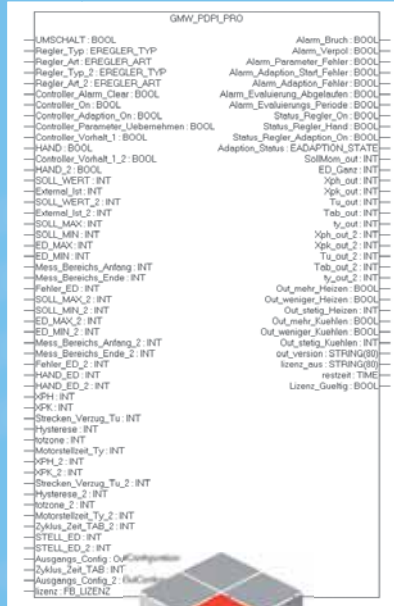 GMW_PDPI_PRO
UMSCHALT : BOOL
Regler_Typ : EREGLER_TYP
Regler_Art : EREGLER_ART
Regler_Typ_2 : EREGLER_TYP
Regler_Art_2 : EREGLER_ART
Controller_Alarm_Clear : BOOL
Controller_On : BOOL
Controller_Adaption_On : BOOL
Controller_Parameter_Uebernehmen : BOOL
Controller_Vorhalt_1 : BOOL
HAND : BOOL
Controller_Vorhalt_1_2 : BOOL
HAND_2 : BOOL
SOLL_WERT : INT
External_Ist : INT
SOLL_WERT_2 : INT
External_Ist_2 : INT
SOLL_MAX : INT
SOLL_MIN : INT
ED_MAX : INT
ED_MIN : INT
Mess_Bereichs_Anfang : INT
Mess_Bereichs_Ende : INT
Fehler_ED : INT
SOLL_MAX_2 : INT
SOLL_MIN_2 : INT
ED_MAX_2 : INT
ED_MIN_2 : INT
Mess_Bereichs_Anfang_2 : INT
Mess_Bereichs_Ende_2 : INT
Fehler_ED_2 : INT
HAND_ED : INT
HAND_ED_2 : INT
XPH : INT
XPK : INT
Strecken_Verzug_Tu : INT
Hysterese : INT
totzone : INT
Motorstellzeit_Ty : INT
XPH_2 : INT
XPK_2 : INT
Strecken_Verzug_Tu_2 : INT
Hysterese_2 : INT
totzone_2 : INT
Motorstellzeit_Ty_2 : INT
Zyklus_Zeit_TAB_2 : INT
STELL_ED : INT
STELL_ED_2 : INT
Ausgangs_Config :
Zyklus_Zeit_TAB : INT
Ausgangs_Config_2 :
lizenz : FB_LIZENZ
Alarm_Bruch : BOOL
Alarm_Verpol : BOOL
Alarm_Parameter_Fehler : BOOL
Alarm_Adaption_Start_Fehler : BOOL
Alarm_Adaption_Fehler : BOOL
Alarm_Evaluierung_Abgelaufen : BOOL
Alarm_Evaluierungs_Periode : BOOL
Status_Regler_On : BOOL
Status_Regler_Hand : BOOL
Status_Regler_Adaption_On : BOOL
Adaption_Status : EADAPTION_STATE
SollMom_out : INT
ED_Ganz : INT
Xph_out : INT
Xpk_out : INT
Tu_out : INT
Tab_out : INT
ty_out : INT
Xph_out_2 : INT
Xpk_out_2 : INT
Tu_out_2 : INT
Tab_out_2 : INT
ty_out_2 : INT
Out_mehr_Heizen : BOOL
Out_weniger_Heizen : BOOL
Out_stetig_Heizen : INT
Out_mehr_Kuehlen : BOOL
Out_weniger_Kuehlen : BOOL
Out_stetig_Kuehlen : INT
out_version : STRING(80)
lizenz_aus : STRING(80)
restzeit : TIME
Lizenz_Gueltig : BOOL